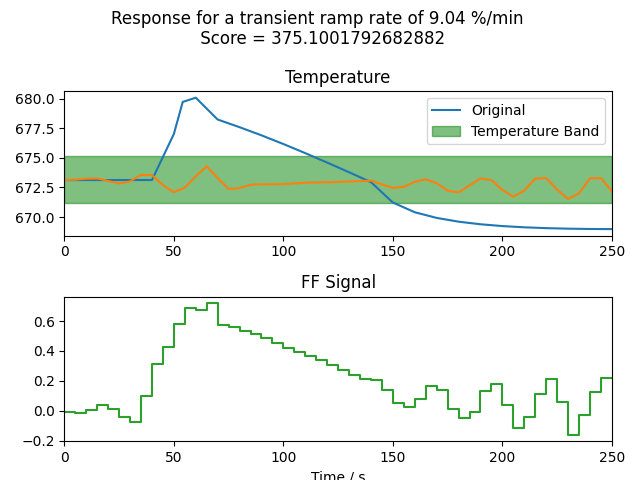 Response for a transient ramp rate of 9.04 %/min
Score = 375.1001792682882
Temperature
680.0
677.5
675.0
672.5
670.0
Original
Temperature Band
0 50 100 150 200 250
FF Signal
0.6
0.4
0.2
0.0
−0.2
0 50 100 150 200 250
Time / s